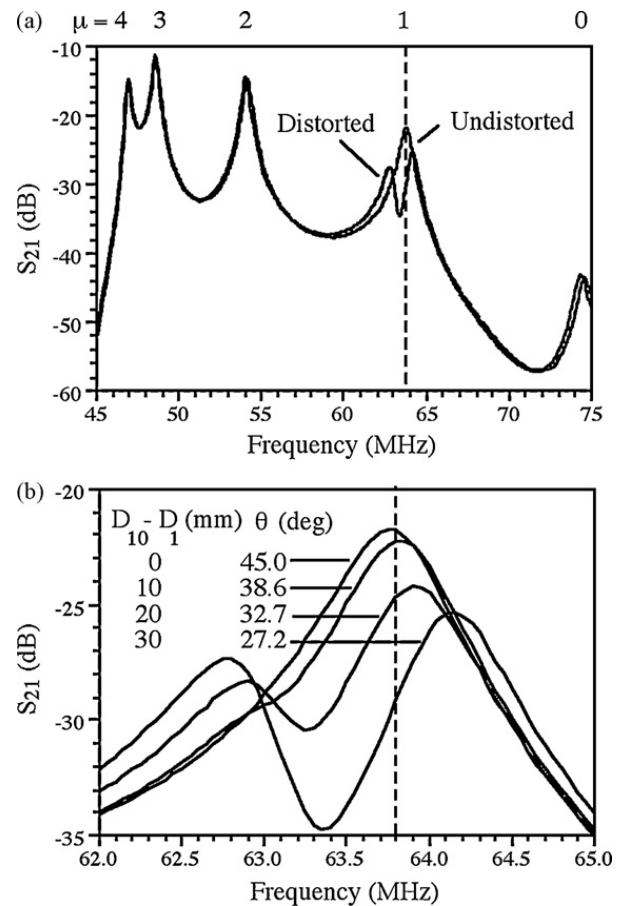 (a) μ = 4 3 2 1 0
-10
-20
-30
-40
-50
-60
S21 (dB)
Distorted
Undistorted
45 50 55 60 65 70 75
Frequency (MHz)
(b)
-20
-25
-30
-35
S21 (dB)
D10 - D1 (mm) θ (deg)
0 45.0
10 38.6
20 32.7
30 27.2
62.0 62.5 63.0 63.5 64.0 64.5 65.0
Frequency (MHz)